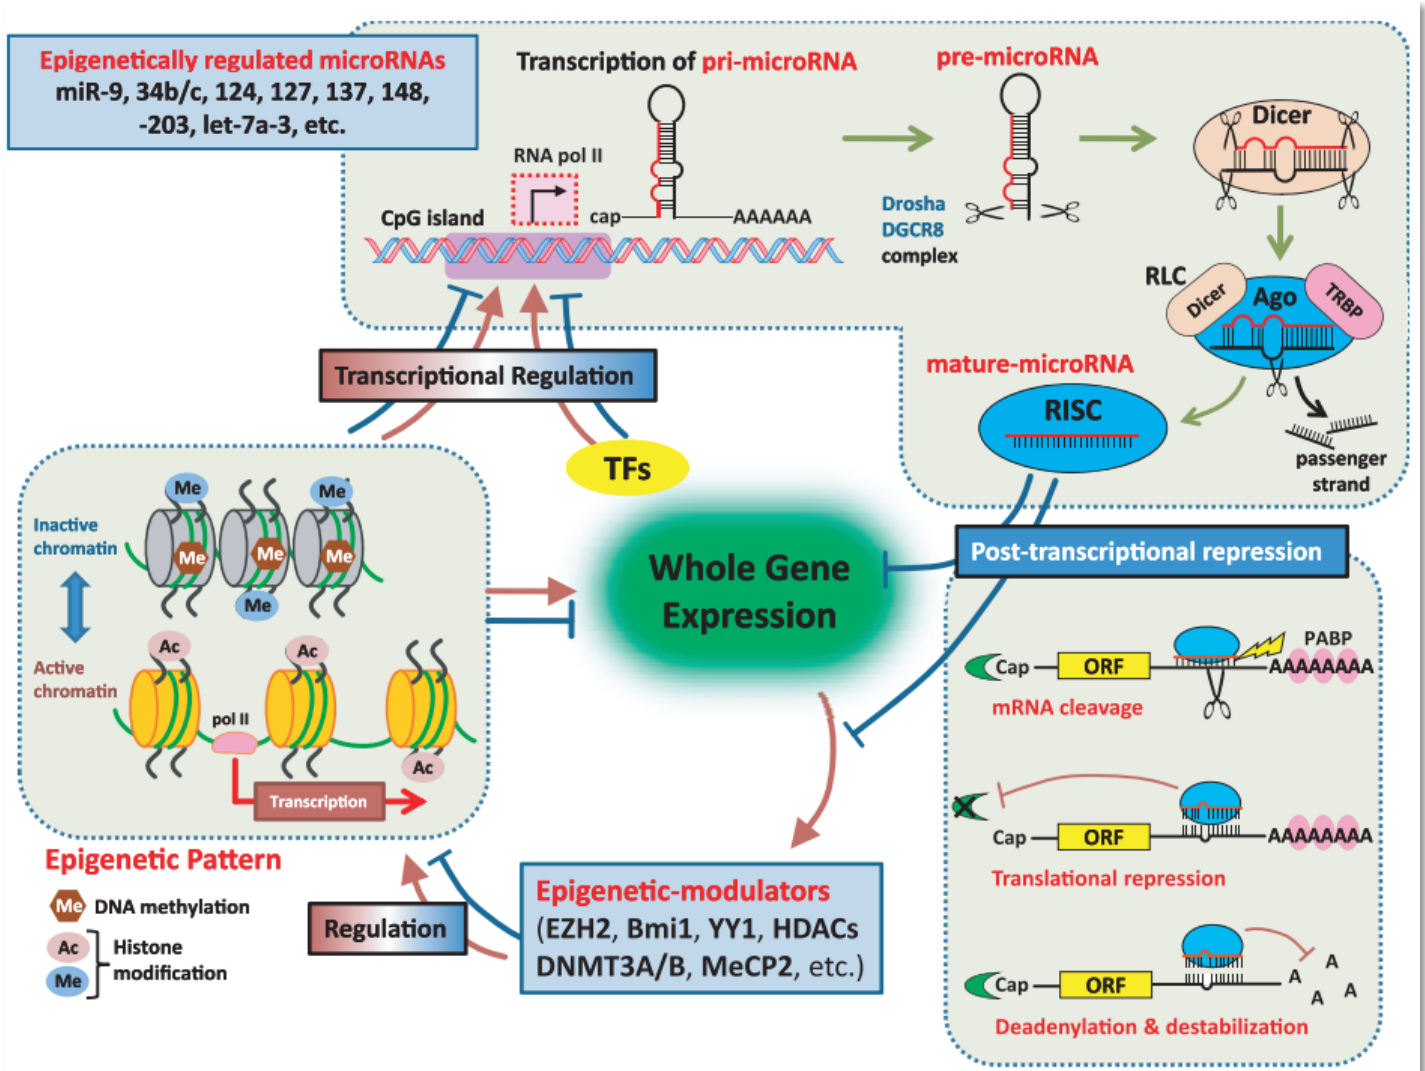 Epigenetically regulated microRNAs
miR-9, 34b/c, 124, 127, 137, 148,
-203, let-7a-3, etc.
Transcription of pri-microRNA
pre-microRNA
Dicer
RNA pol II
CpG island
cap
AAAAAA
Drosha
DGCR8
complex
RLC
Dicer
Ago
TRBP
mature-microRNA
RISC
passenger
strand
Transcriptional Regulation
TFs
Me
Me
Inactive
chromatin
Me
Me
Me
Me
Ac
Ac
Active
chromatin
pol II
Ac
Transcription
Whole Gene
Expression
Post-transcriptional repression
PABP
Cap
ORF
AAAAAAAA
mRNA cleavage
Cap
ORF
AAAAAAAA
Translational repression
Cap
ORF
A
A
A
A
Deadenylation & destabilization
Epigenetic Pattern
Me DNA methylation
Ac
Me
Histone
modification
Regulation
Epigenetic-modulators
(EZH2, Bmi1, YY1, HDACs
DNMT3A/B, MeCP2, etc.)